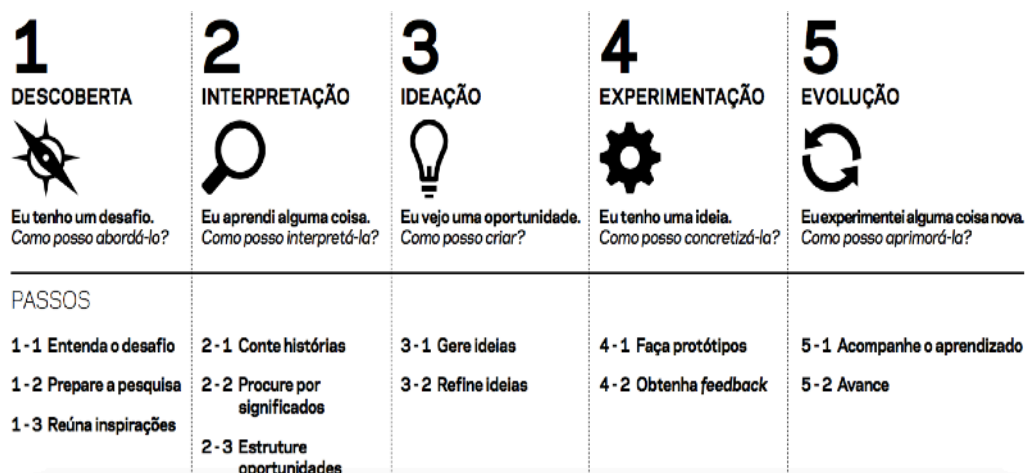 1
DESCOBERTA
Eu tenho um desafio.
Como posso abordá-lo?
2
INTERPRETAÇÃO
Eu aprendi alguma coisa.
Como posso interpretá-la?
3
IDEAÇÃO
Eu vejo uma oportunidade.
Como posso criar?
4
EXPERIMENTAÇÃO
Eu tenho uma ideia.
Como posso concretizá-la?
5
EVOLUÇÃO
Eu experimentei alguma coisa nova.
Como posso aprimorá-la?
PASSOS
1-1 Entenda o desafio
1-2 Prepare a pesquisa
1-3 Reúna inspirações
2-1 Conte histórias
2-2 Procure por
significados
2-3 Estruture
oportunidades
3-1 Gere ideias
3-2 Refine ideias
4-1 Faça protótipos
4-2 Obtenha feedback
5-1 Acompanhe o aprendizado
5-2 Avance